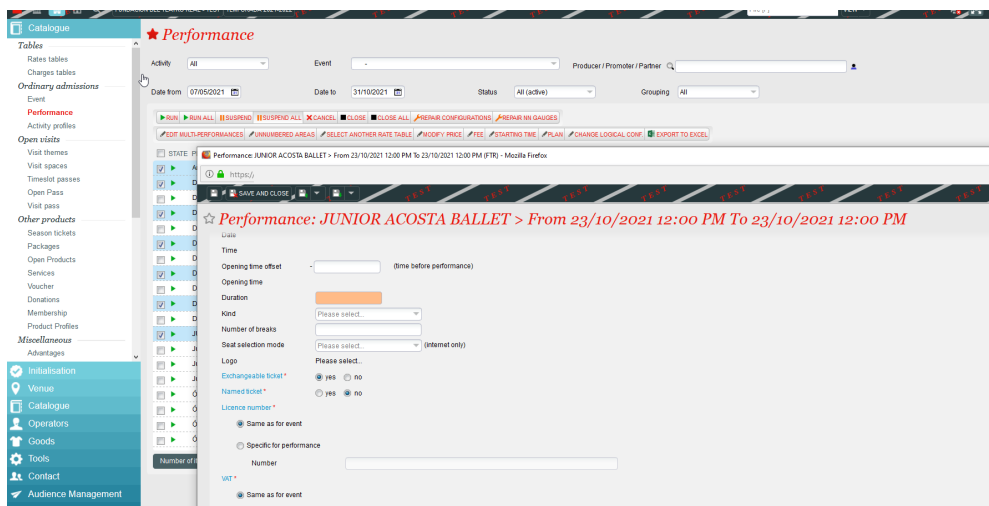 TEST
Catalogue
Performance
Tables
Rates tables
Charges tables
Ordinary admissions
Event
Performance
Activity profiles
Open visits
Visit themes
Visit spaces
Timeslot passes
Open Pass
Visit pass
Other products
Season tickets
Packages
Open Products
Services
Voucher
Donations
Membership
Product Profiles
Miscellaneous
Advantages
Initialisation
Venue
Catalogue
Operators
Goods
Tools
Contact
Audience Management
Activity All Event - Producer / Promoter / Partner
Date from 07/05/2021 Date to 31/10/2021 Status All (active) Grouping All
RUN RUN ALL SUSPEND SUSPEND ALL CANCEL CLOSE CLOSE ALL REPAIR CONFIGURATIONS REPAIR NN GAUGES
EDIT MULTI-PERFORMANCES UNNUMBERED AREAS SELECT ANOTHER RATE TABLE MODIFY PRICE FEE STARTING TIME PLAN CHANGE LOGICAL CONF. EXPORT TO EXCEL
STATE
Performance: JUNIOR ACOSTA BALLET > From 23/10/2021 12:00 PM To 23/10/2021 12:00 PM (FTR) - Mozilla Firefox
https:/
SAVE AND CLOSE TEST TEST TEST TEST TEST
Performance: JUNIOR ACOSTA BALLET > From 23/10/2021 12:00 PM To 23/10/2021 12:00 PM
Date
Time
Opening time offset - (time before performance)
Opening time
Duration
Kind Please select...
Number of breaks
Seat selection mode Please select... (internet only)
Logo Please select...
Exchangeable ticket * yes no
Named ticket * yes no
Licence number *
Same as for event
Specific for performance
Number
VAT *
Same as for event
Number of